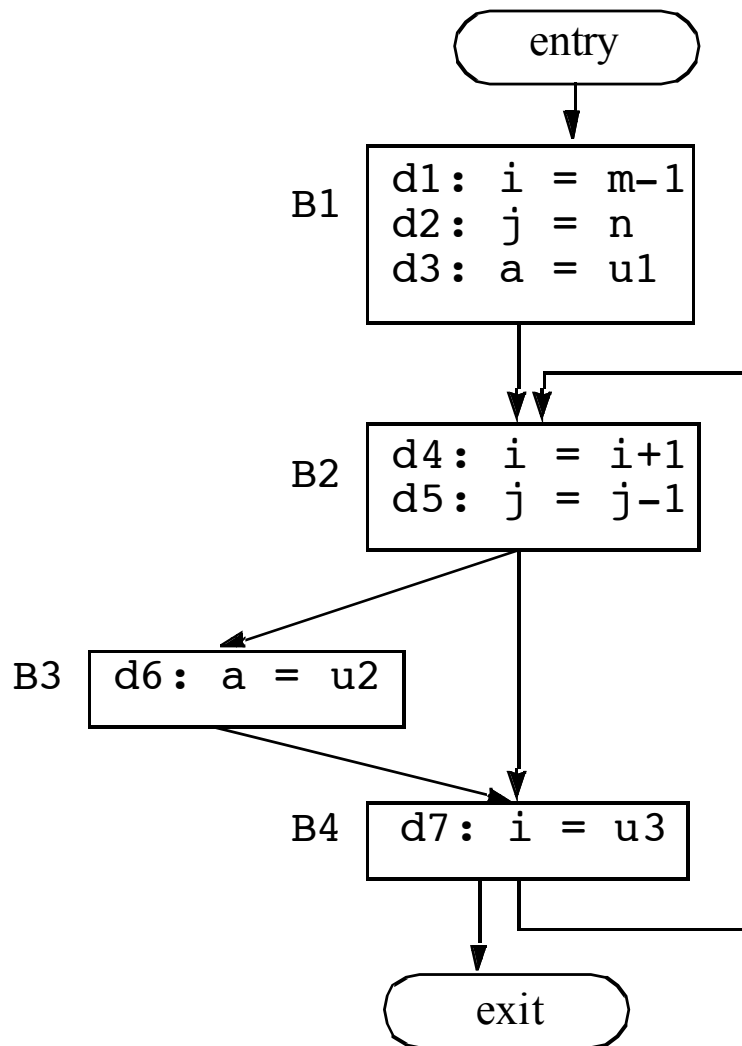 entry
B1
d1: i = m-1
d2: j = n
d3: a = u1
B2
d4: i = i+1
d5: j = j-1
B3
d6: a = u2
B4
d7: i = u3
exit